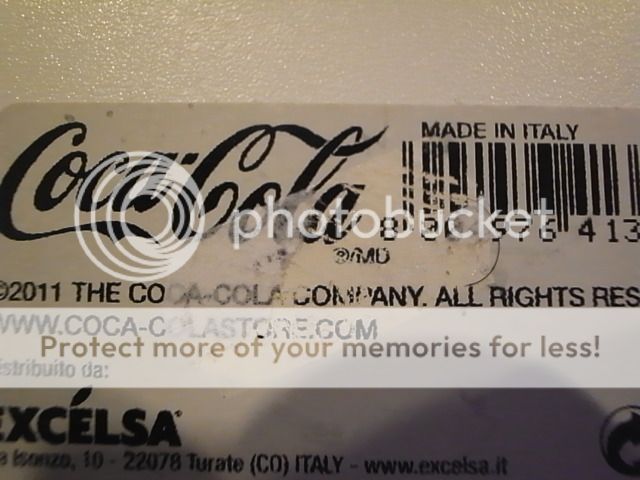 MADE IN ITALY
Coca-Cola
photobucket
®/MD
©2011 THE COCA-COLA COMPANY. ALL RIGHTS RES
WWW.COCA-COLASTORE.COM
Protect more of your memories for less!
istribuito da:
EXCÉLSA
Isonzo, 10 - 22078 Turate (CO) ITALY - www.excelsa.it